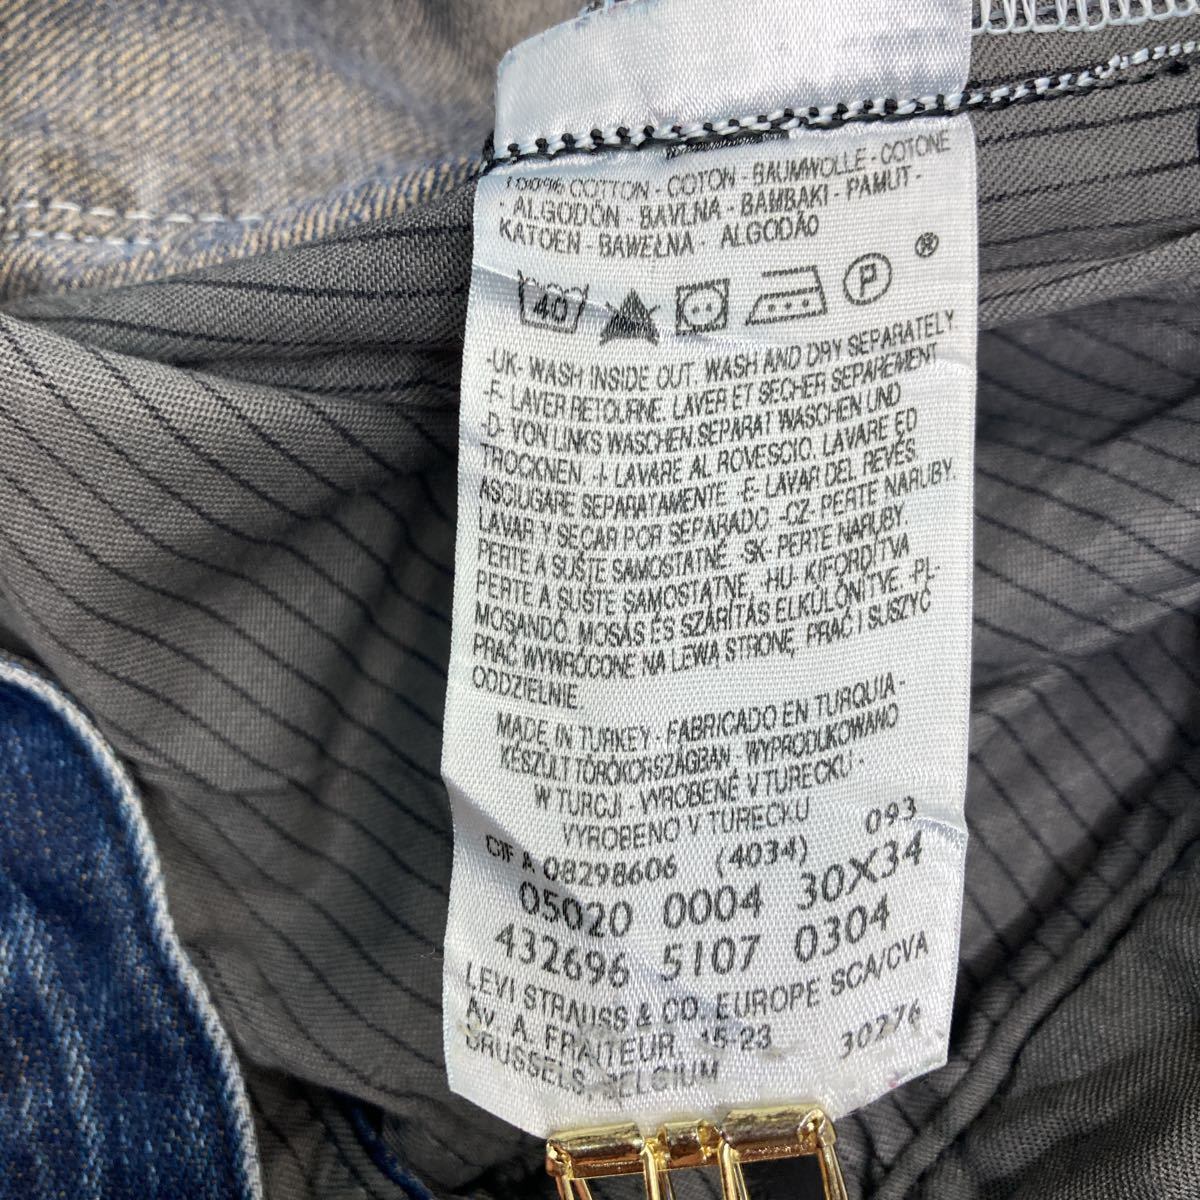 100% COTTON - COTON - BAUMWOLLE - COTONE
- ALGODÓN - BAVLNA - BAMBAKI - PAMUT -
KATOEN - BAWEŁNA - ALGODÃO
40 P ®
-UK- WASH INSIDE OUT. WASH AND DRY SEPARATELY.
-F- LAVER RETOURNE. LAVER ET SECHER SEPAREMENT.
-D- VON LINKS WASCHEN.SEPARAT WASCHEN UND
TROCKNEN. -I- LAVARE AL ROVESCIO. LAVARE ED
ASCIUGARE SEPARATAMENTE. -E- LAVAR DEL REVÉS.
LAVAR Y SECAR POR SEPARADO. -CZ- PERTE NARUBY.
PERTE A SUŠTE SAMOSTATNĚ. - SK- PERTE NARUBY.
PERTE A SUŠTE SAMOSTATNE. -HU- KIFORDÍTVA
MOSANDÓ. MOSÁS ÉS SZÁRÍTÁS ELKÜLÖNÍTVE. -PL-
PRAĆ WYWRÓCONE NA LEWĄ STRONĘ, PRAĆ I SUSZYĆ
ODDZIELNIE.
MADE IN TURKEY - FABRICADO EN TURQUIA -
KÉSZÜLT TÖRÖKORSZÁGBAN - WYPRODUKOWANO
W TURCJI - VYROBENÉ V TURECKU -
VYROBENO V TURECKU 093
CIF A 08298606 (4034)
05020 0004 30X34
432696 5107 0304
LEVI STRAUSS & CO. EUROPE SCA/CVA
AV. A. FRAITEUR. 15-23 30276
BRUSSELS, BELGIUM